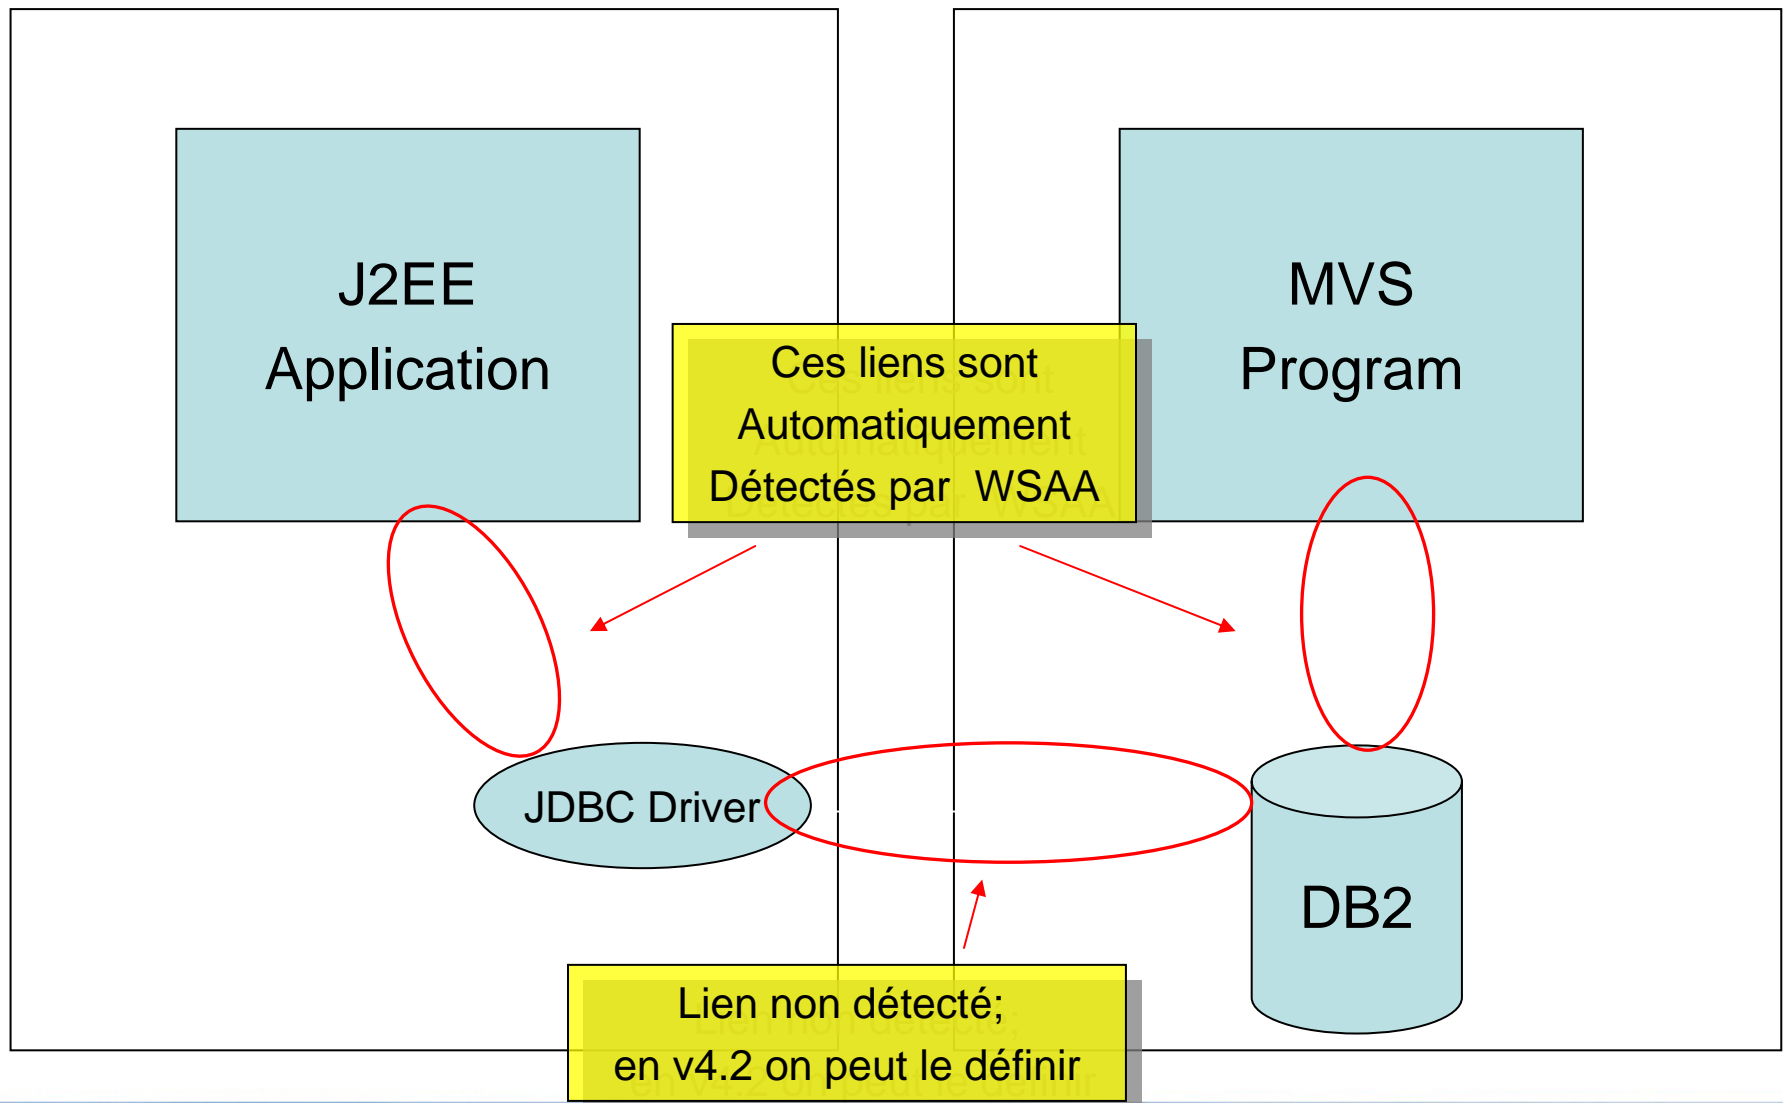 J2EE
Application
MVS
Program
Ces liens sont
Automatiquement
Détectés par  WSAA
JDBC Driver
DB2
Lien non détecté;
en v4.2 on peut le définir